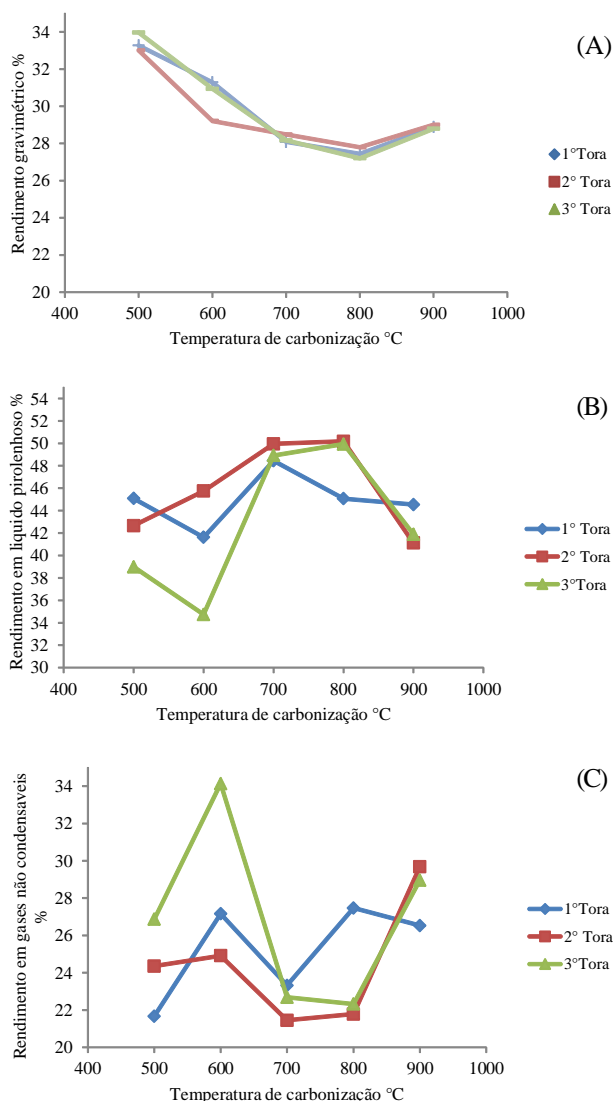 (A)
Rendimento gravimétrico %
34
32
30
28
26
24
22
20
400 500 600 700 800 900 1000
Temperatura de carbonização °C
1°Tora
2° Tora
3° Tora
(B)
Rendimento em liquido pirolenhoso %
54
52
50
48
46
44
42
40
38
36
34
32
30
400 500 600 700 800 900 1000
Temperatura de carbonização °C
1° Tora
2° Tora
3°Tora
(C)
Rendimento em gases não condensaveis
%
34
32
30
28
26
24
22
20
400 500 600 700 800 900 1000
Temperatura de carbonização °C
1°Tora
2° Tora
3°Tora